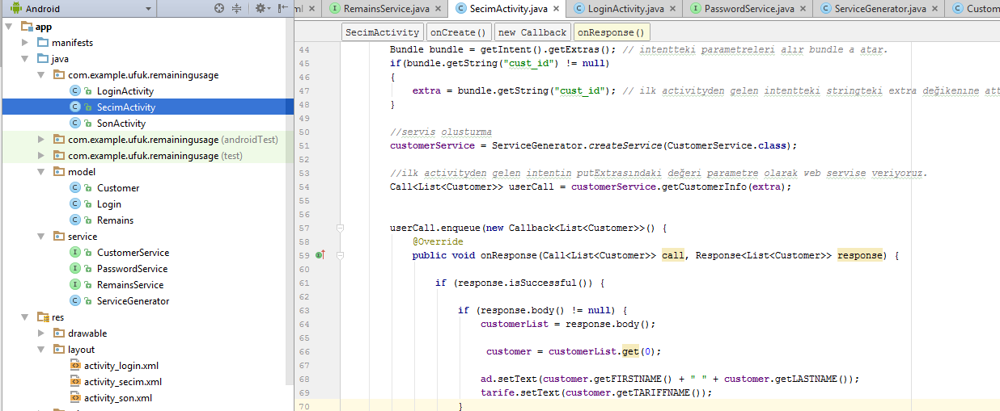 Android
ml
RemainsService.java
SecimActivity.java
LoginActivity.java
PasswordService.java
ServiceGenerator.java
Custom
app
manifests
java
com.example.ufuk.remainingusage
LoginActivity
SecimActivity
SonActivity
com.example.ufuk.remainingusage (androidTest)
com.example.ufuk.remainingusage (test)
model
Customer
Login
Remains
service
CustomerService
PasswordService
RemainsService
ServiceGenerator
res
drawable
layout
activity_login.xml
activity_secim.xml
activity_son.xml
SecimActivity onCreate() new Callback onResponse()
44 Bundle bundle = getIntent().getExtras(); // intentteki parametreleri alır bundle a atar.
45 if(bundle.getString("cust_id") != null)
46 {
47 extra = bundle.getString("cust_id"); // ilk activityden gelen intentteki stringteki extra değikenine att
48 }
49
50 //servis olusturma
51 customerService = ServiceGenerator.createService(CustomerService.class);
52
53 //ilk activityden gelen intentin putExtrasındaki değeri parametre olarak web servise veriyoruz.
54 Call<List<Customer>> userCall = customerService.getCustomerInfo(extra);
55
56
57 userCall.enqueue(new Callback<List<Customer>>() {
58 @Override
59 public void onResponse(Call<List<Customer>> call, Response<List<Customer>> response) {
60
61 if (response.isSuccessful()) {
62
63 if (response.body() != null) {
64 customerList = response.body();
65
66 customer = customerList.get(0);
67
68 ad.setText(customer.getFIRSTNAME() + " " + customer.getLASTNAME());
69 tarife.setText(customer.getTARIFFNAME());
70 }